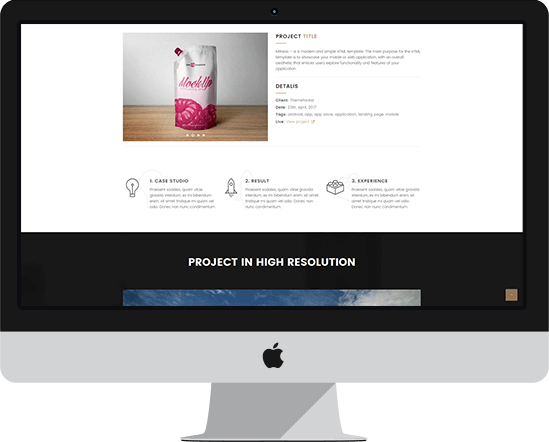 MockUp
PROJECT TITLE
is a modern and simple HTML template. The main purpose for the HTML
template is to showcase your mobile or web application, with an overall
aesthetic that entices users explore functionality and features of your
application.
DETALIS
Client: Themeforest
Date: 23th, april, 2017
Tags: android, app, app store, application, landing page, mobile
Live: View project
1. CASE STUDIO
Praesent sodales, quam vitae
gravida interdum, ex mi bibendum
enim, sit amet tristique mi quam vel
odio. Donec non nunc condimentum
2. RESULT
Praesent sodales, quam vitae
gravida interdum, ex mi bibendum
enim, sit amet tristique mi quam vel
odio. Donec non nunc condimentum
3. EXPERIENCE
Praesent sodales, quam vitae
gravida interdum, ex mi bibendum
enim, sit amet tristique mi quam vel
odio. Donec non nunc condimentum
PROJECT IN HIGH RESOLUTION